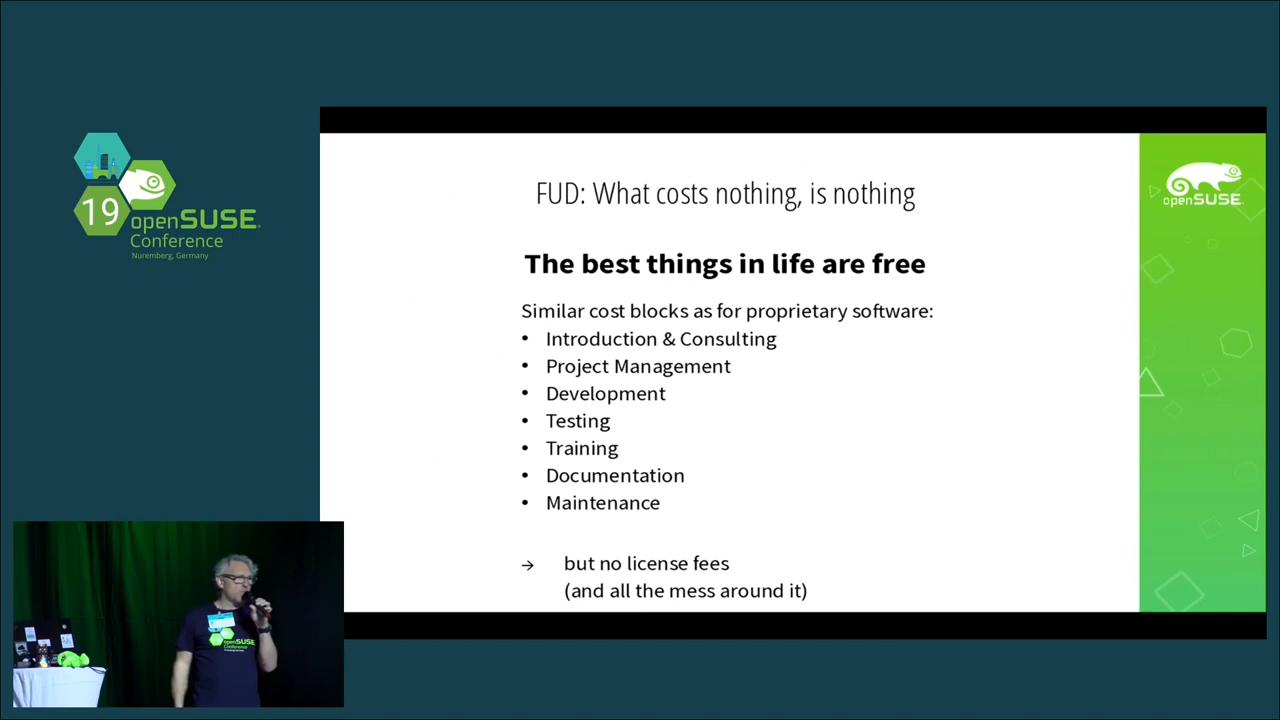 19
openSUSE
Conference
Nuremberg, Germany
FUD: What costs nothing, is nothing
The best things in life are free
Similar cost blocks as for proprietary software:
• Introduction & Consulting
• Project Management
• Development
• Testing
• Training
• Documentation
• Maintenance
→ but no license fees
(and all the mess around it)
openSUSE
openSUSE
Conference